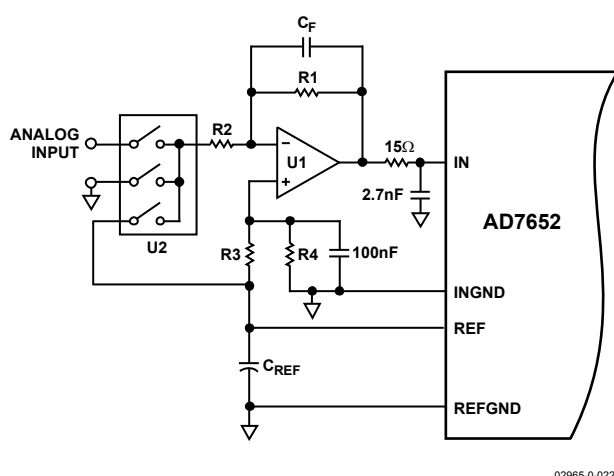 CF
R1
R2
ANALOG
INPUT
–
U1
+
15Ω
IN
2.7nF
AD7652
U2
R3
R4
100nF
INGND
REF
CREF
REFGND
02965-0-022